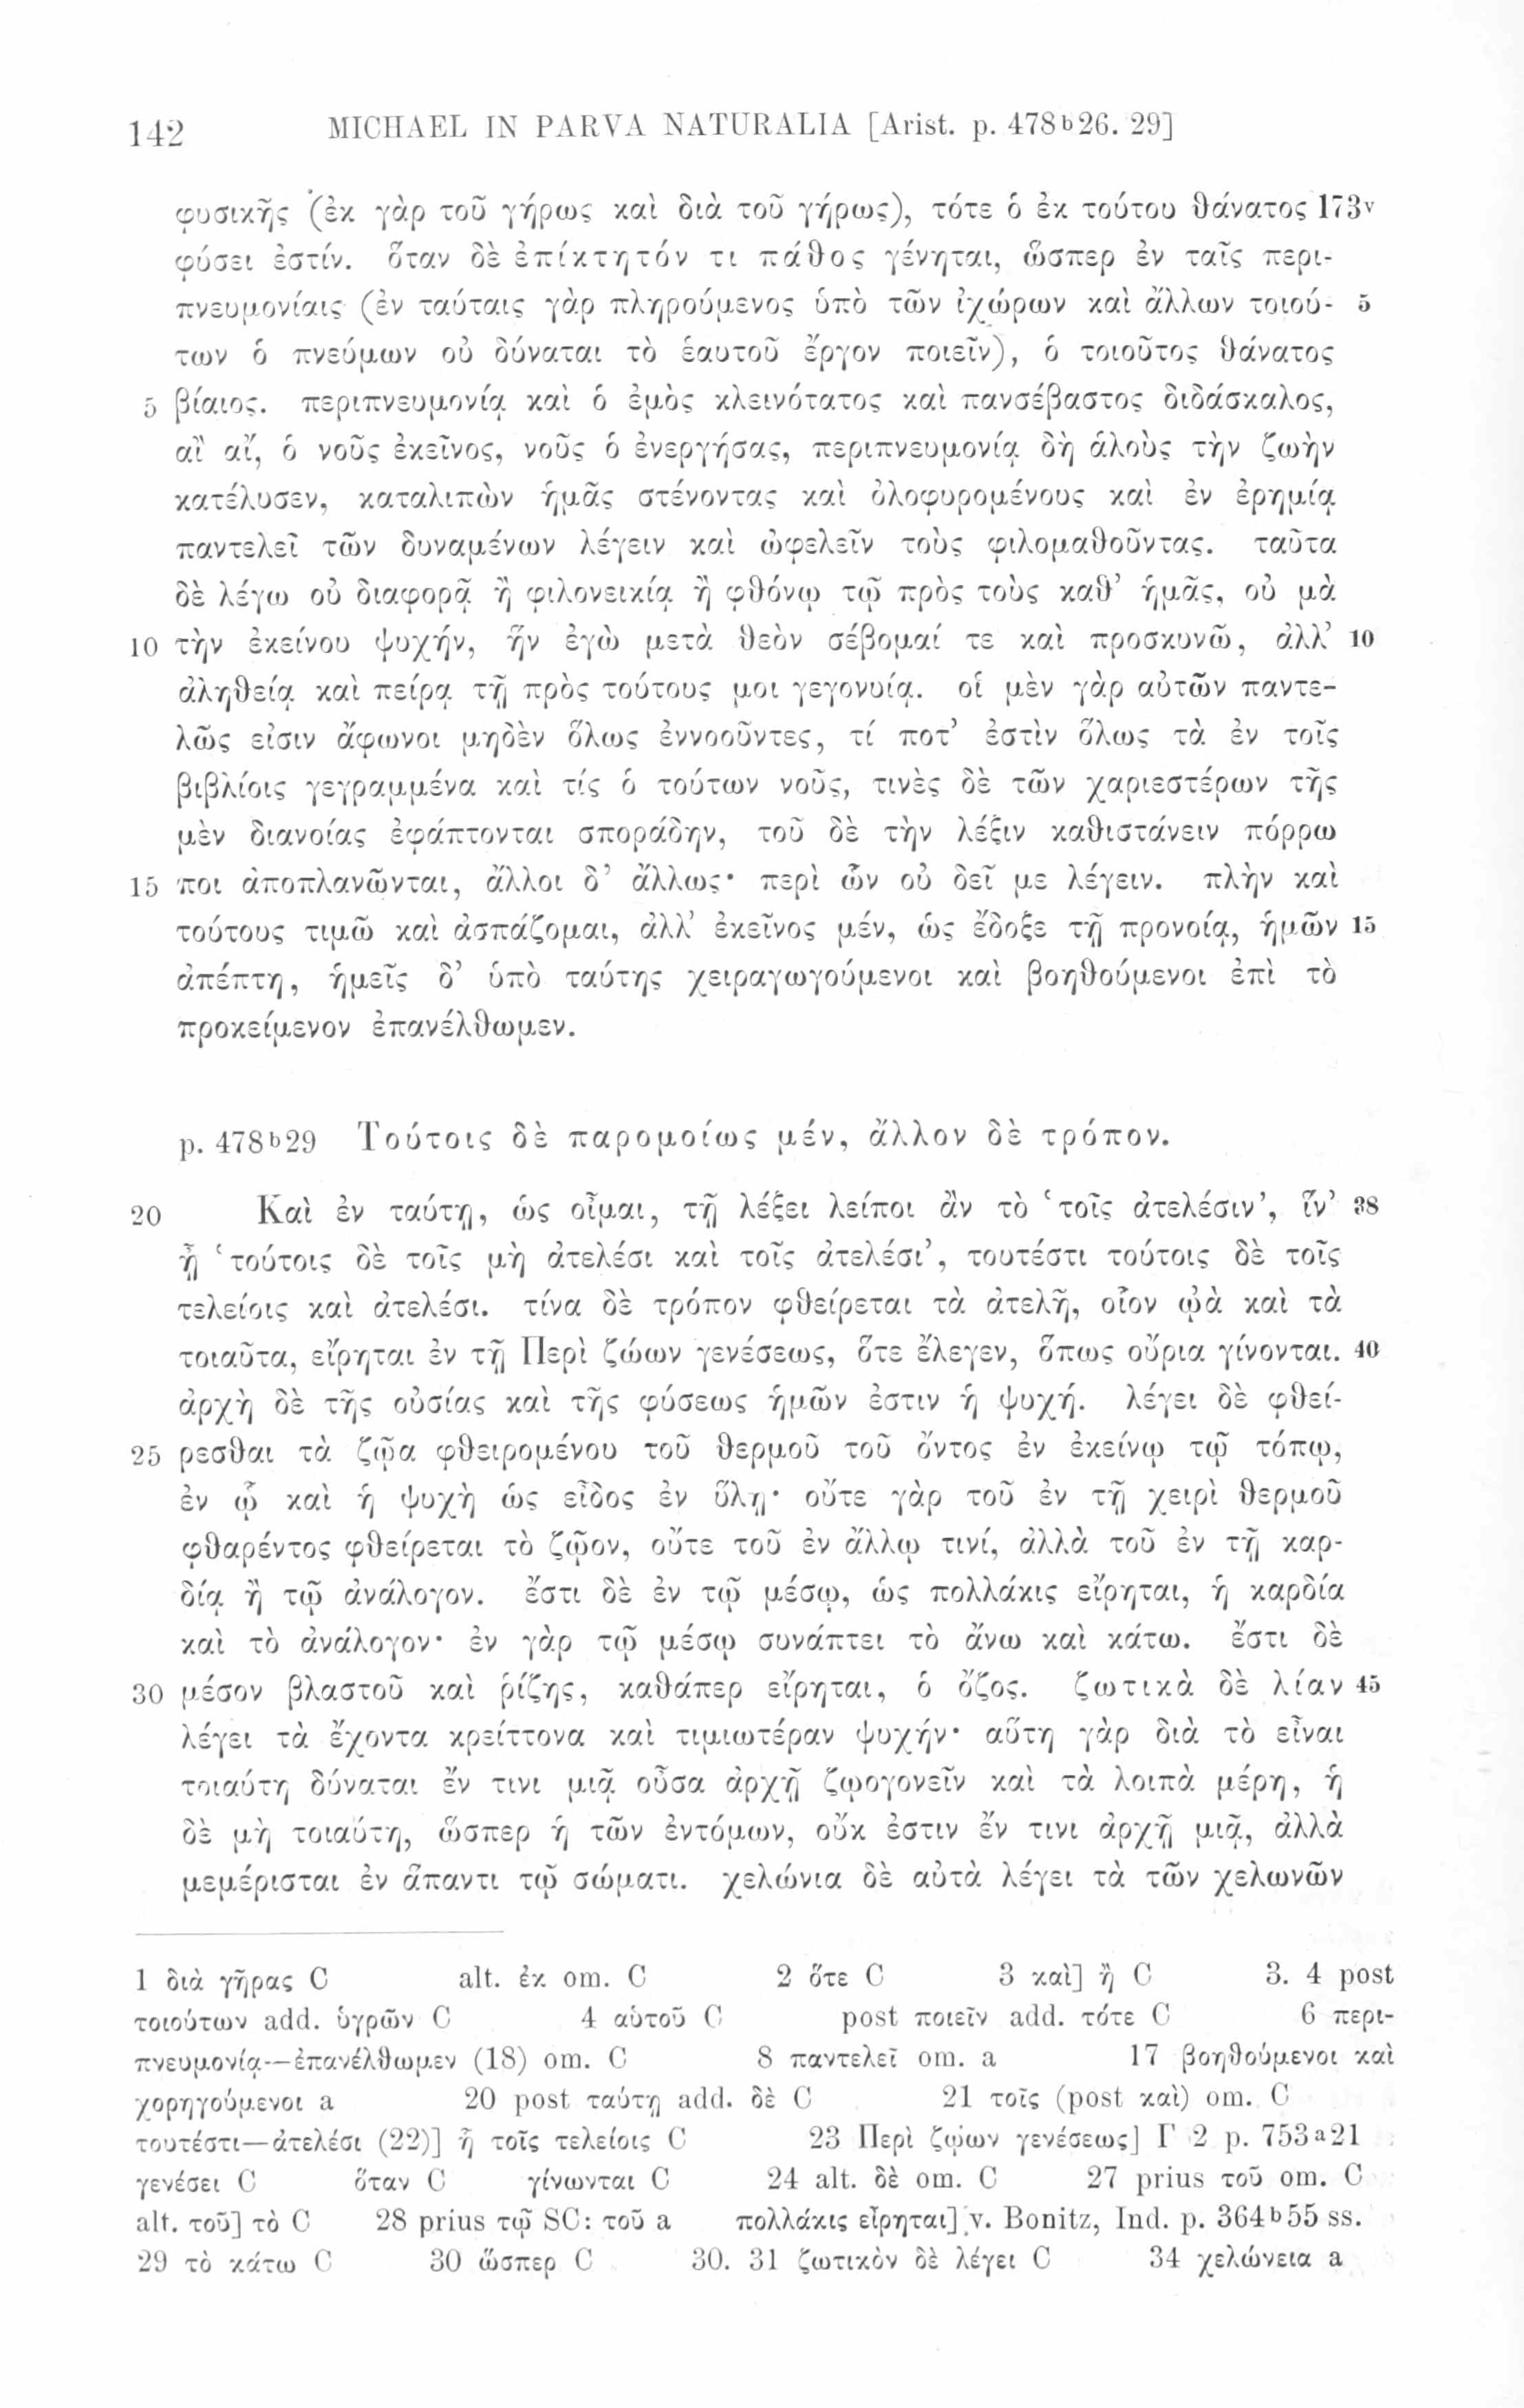 142 MICHAEL IN PARVA NATURALIA [Arist. p. 478b26. 29]
φυσικῆς (ἐκ γὰρ τοῦ γήρως καὶ διὰ τοῦ γήρως), τότε ὁ ἐκ τούτου θάνατος 173v
φύσει ἐστίν. ὅταν δὲ ἐπίκτητόν τι πάθος γένηται, ὥσπερ ἐν ταῖς περι-
πνευμονίαις (ἐν ταύταις γὰρ πληρούμενος ὑπὸ τῶν ἰχώρων καὶ ἄλλων τοιού- 5
των ὁ πνεύμων οὐ δύναται τὸ ἑαυτοῦ ἔργον ποιεῖν), ὁ τοιοῦτος θάνατος
5 βίαιος. περιπνευμονίᾳ καὶ ὁ ἐμὸς κλεινότατος καὶ πανσέβαστος διδάσκαλος,
αἲ αἴ, ὁ νοῦς ἐκεῖνος, νοῦς ὁ ἐνεργήσας, περιπνευμονίᾳ δὴ ἁλοὺς τὴν ζωὴν
κατέλυσεν, καταλιπὼν ἡμᾶς στένοντας καὶ ὀλοφυρομένους καὶ ἐν ἐρημίᾳ
παντελεῖ τῶν δυναμένων λέγειν καὶ ὠφελεῖν τοὺς φιλομαθοῦντας. ταῦτα
δὲ λέγω οὐ διαφορᾷ ἢ φιλονεικίᾳ ἢ φθόνῳ τῷ πρὸς τοὺς καθ’ ἡμᾶς, οὐ μὰ
10 τὴν ἐκείνου ψυχήν, ἣν ἐγὼ μετὰ θεὸν σέβομαί τε καὶ προσκυνῶ, ἀλλ’ 10
ἀληθείᾳ καὶ πείρᾳ τῇ πρὸς τούτους μοι γεγονυίᾳ. οἱ μὲν γὰρ αὐτῶν παντε-
λῶς εἰσιν ἄφωνοι μηδὲν ὅλως ἐννοοῦντες, τί ποτ’ ἐστὶν ὅλως τὰ ἐν τοῖς
βιβλίοις γεγραμμένα καὶ τίς ὁ τούτων νοῦς, τινὲς δὲ τῶν χαριεστέρων τῆς
μὲν διανοίας ἐφάπτονται σποράδην, τοῦ δὲ τὴν λέξιν καθιστάνειν πόρρω
15 ποι ἀποπλανῶνται, ἄλλοι δ’ ἄλλως· περὶ ὧν οὐ δεῖ με λέγειν. πλὴν καὶ
τούτους τιμῶ καὶ ἀσπάζομαι, ἀλλ’ ἐκεῖνος μέν, ὡς ἔδοξε τῇ προνοίᾳ, ἡμῶν 15
ἀπέπτη, ἡμεῖς δ’ ὑπὸ ταύτης χειραγωγούμενοι καὶ βοηθούμενοι ἐπὶ τὸ
προκείμενον ἐπανέλθωμεν.
p. 478b29 Τούτοις δὲ παρομοίως μέν, ἄλλον δὲ τρόπον.
20 Καὶ ἐν ταύτῃ, ὡς οἶμαι, τῇ λέξει λείποι ἂν τὸ ‘τοῖς ἀτελέσιν’, ἵν’ 38
ᾖ ‘τούτοις δὲ τοῖς μὴ ἀτελέσι καὶ τοῖς ἀτελέσι’, τουτέστι τούτοις δὲ τοῖς
τελείοις καὶ ἀτελέσι. τίνα δὲ τρόπον φθείρεται τὰ ἀτελῆ, οἷον ᾠὰ καὶ τὰ
τοιαῦτα, εἴρηται ἐν τῇ Περὶ ζώων γενέσεως, ὅτε ἔλεγεν, ὅπως οὔρια γίνονται. 40
ἀρχὴ δὲ τῆς οὐσίας καὶ τῆς φύσεως ἡμῶν ἐστιν ἡ ψυχή. λέγει δὲ φθεί-
25 ρεσθαι τὰ ζῷα φθειρομένου τοῦ θερμοῦ τοῦ ὄντος ἐν ἐκείνῳ τῷ τόπῳ,
ἐν ᾧ καὶ ἡ ψυχὴ ὡς εἶδος ἐν ὕλῃ· οὔτε γὰρ τοῦ ἐν τῇ χειρὶ θερμοῦ
φθαρέντος φθείρεται τὸ ζῷον, οὔτε τοῦ ἐν ἄλλῳ τινί, ἀλλὰ τοῦ ἐν τῇ καρ-
δίᾳ ἢ τῷ ἀνάλογον. ἔστι δὲ ἐν τῷ μέσῳ, ὡς πολλάκις εἴρηται, ἡ καρδία
καὶ τὸ ἀνάλογον· ἐν γὰρ τῷ μέσῳ συνάπτει τὸ ἄνω καὶ κάτω. ἔστι δὲ
30 μέσον βλαστοῦ καὶ ῥίζης, καθάπερ εἴρηται, ὁ ὄζος. ζωτικὰ δὲ λίαν 45
λέγει τὰ ἔχοντα κρείττονα καὶ τιμιωτέραν ψυχήν· αὕτη γὰρ διὰ τὸ εἶναι
τοιαύτη δύναται ἔν τινι μιᾷ οὖσα ἀρχῇ ζῳογονεῖν καὶ τὰ λοιπὰ μέρη, ἡ
δὲ μὴ τοιαύτη, ὥσπερ ἡ τῶν ἐντόμων, οὔκ ἐστιν ἔν τινι ἀρχῇ μιᾷ, ἀλλὰ
μεμέρισται ἐν ἅπαντι τῷ σώματι. χελώνια δὲ αὐτὰ λέγει τὰ τῶν χελωνῶν
1 διὰ γῆρας C alt. ἐκ om. C 2 ὅτε C 3 καὶ] ἢ C 3. 4 post
τοιούτων add. ὑγρῶν C 4 αὑτοῦ C post ποιεῖν add. τότε C 6 περι-
πνευμονίᾳ—ἐπανέλθωμεν (18) om. C 8 παντελεῖ om. a 17 βοηθούμενοι καὶ
χορηγούμενοι a 20 post ταύτῃ add. δὲ C 21 τοῖς (post καὶ) om. C
τουτέστι—ἀτελέσι (22)] ᾖ τοῖς τελείοις C 23 Περὶ ζῴων γενέσεως] Γ 2 p. 753a21
γενέσει C ὅταν C γίνωνται C 24 alt. δὲ om. C 27 prius τοῦ om. C
alt. τοῦ] τὸ C 28 prius τῷ SC: τοῦ a πολλάκις εἴρηται] v. Bonitz, Ind. p. 364b55 ss.
29 τὸ κάτω C 30 ὥσπερ C 30. 31 ζωτικὸν δὲ λέγει C 34 χελώνεια a